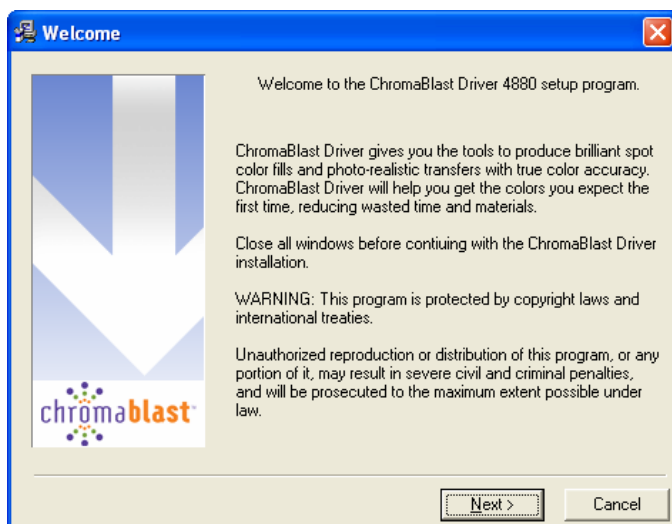 Welcome
Welcome to the ChromaBlast Driver 4880 setup program.
ChromaBlast Driver gives you the tools to produce brilliant spot
color fills and photo-realistic transfers with true color accuracy.
ChromaBlast Driver will help you get the colors you expect the
first time, reducing wasted time and materials.
Close all windows before contiuing with the ChromaBlast Driver
installation.
WARNING: This program is protected by copyright laws and
international treaties.
Unauthorized reproduction or distribution of this program, or any
portion of it, may result in severe civil and criminal penalties,
and will be prosecuted to the maximum extent possible under
law.
chromablast™
Next >
Cancel